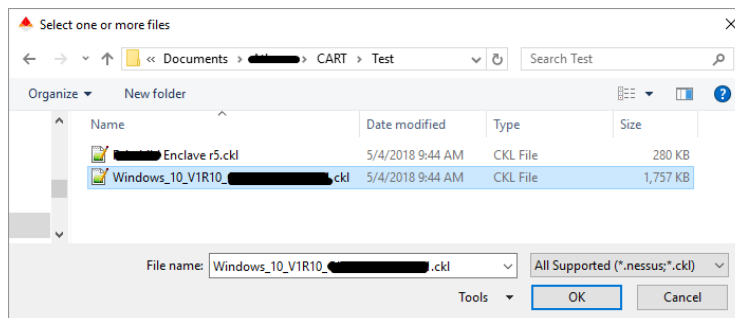 Select one or more files
« Documents > > CART > Test
Search Test
Organize
New folder
Name
Date modified
Type
Size
Enclave r5.ckl
5/4/2018 9:44 AM
CKL File
280 KB
Windows_10_V1R10_ .ckl
5/4/2018 9:44 AM
CKL File
1,757 KB
File name:
Windows_10_V1R10_ .ckl
All Supported (*.nessus;*.ckl)
Tools
OK
Cancel